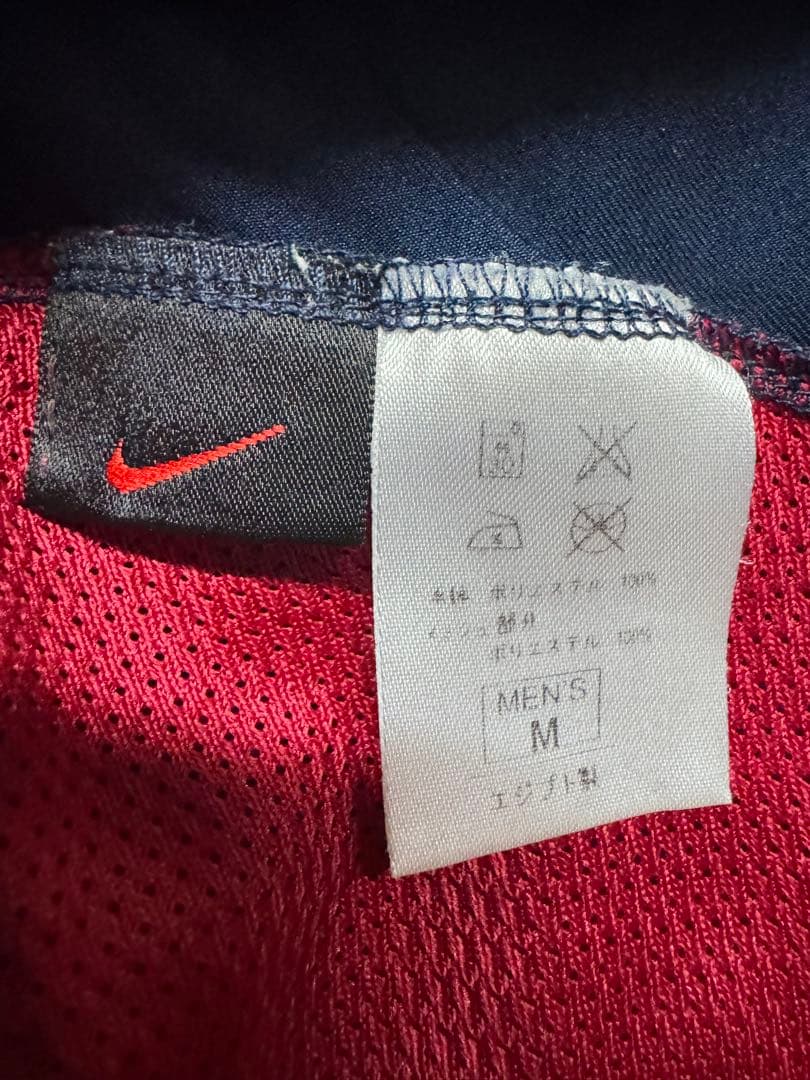 本体 ポリエステル 100%
メッシュ部分
ポリエステル 100%
MEN'S
M
エジプト製